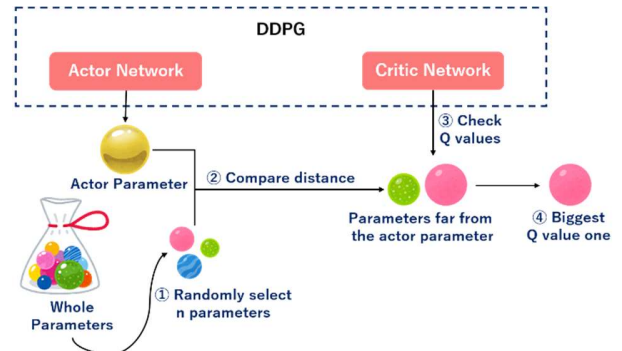 DDPG
Actor Network
Critic Network
③ Check
Q values
Actor Parameter
② Compare distance
Parameters far from
the actor parameter
④ Biggest
Q value one
① Randomly select
n parameters
Whole
Parameters